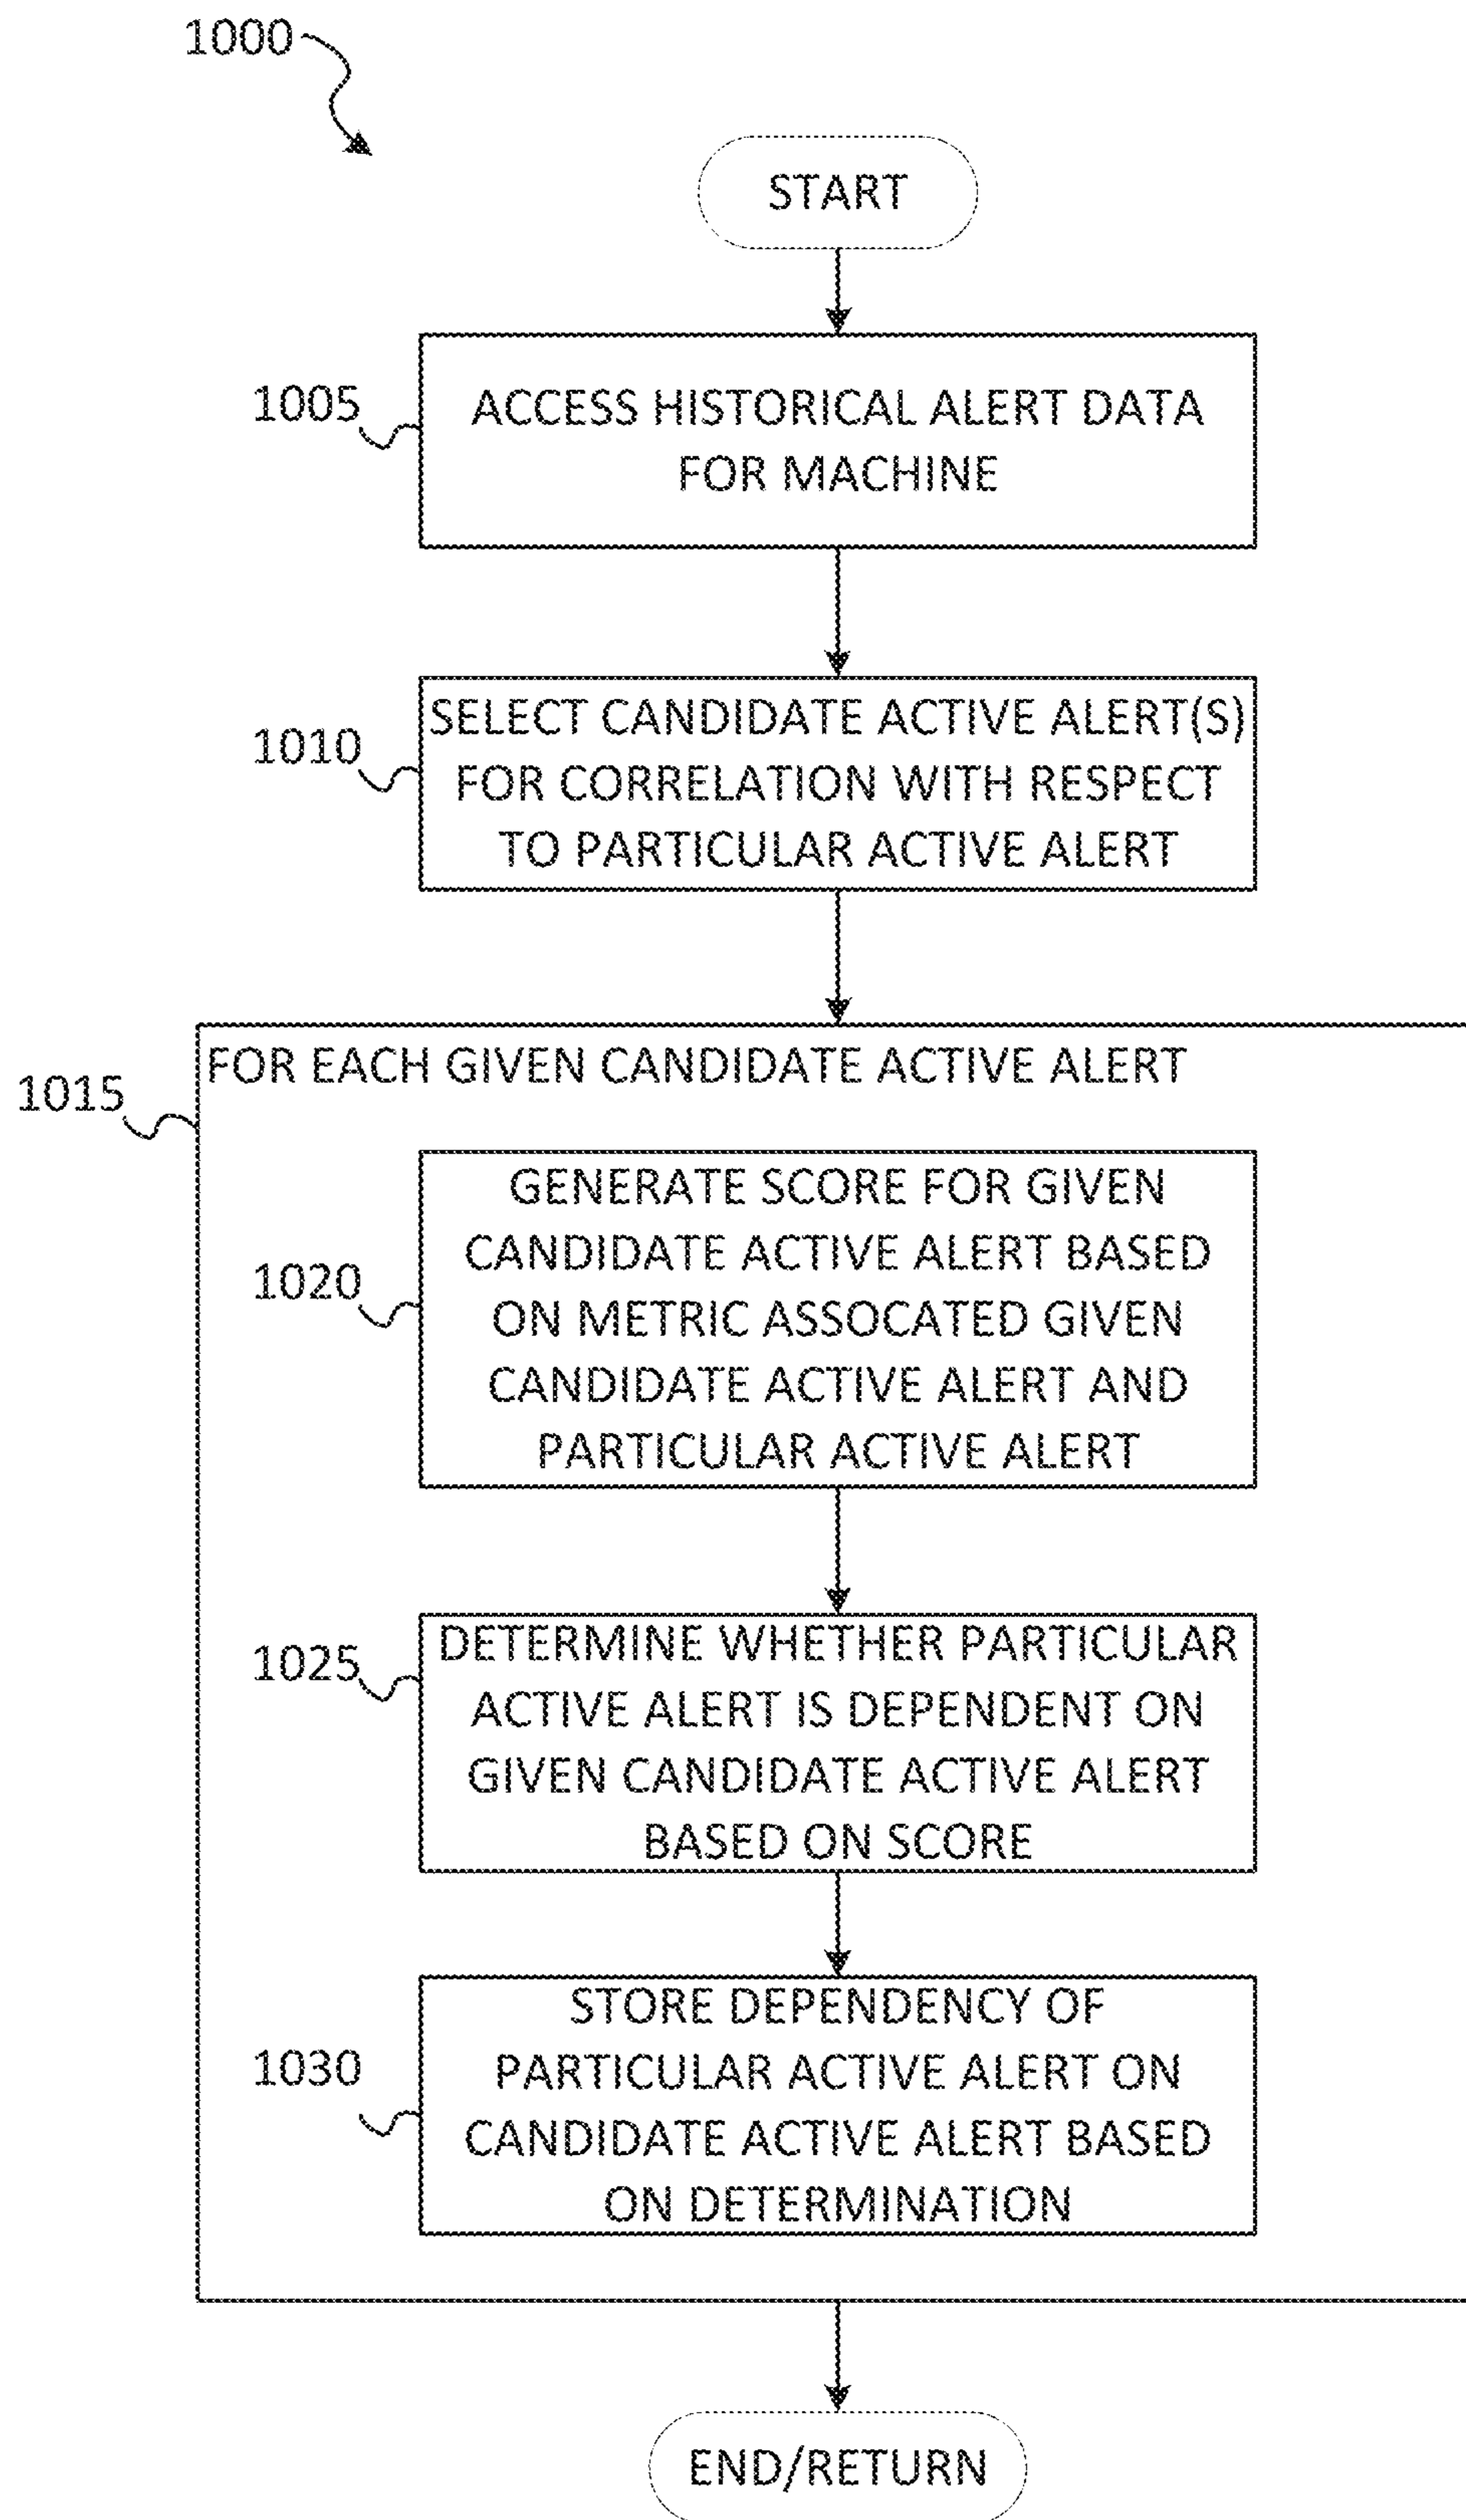 1000
START
1005
ACCESS HISTORICAL ALERT DATA
FOR MACHINE
1010
SELECT CANDIDATE ACTIVE ALERT(S)
FOR CORRELATION WITH RESPECT
TO PARTICULAR ACTIVE ALERT
1015
FOR EACH GIVEN CANDIDATE ACTIVE ALERT
1020
GENERATE SCORE FOR GIVEN
CANDIDATE ACTIVE ALERT BASED
ON METRIC ASSOCATED GIVEN
CANDIDATE ACTIVE ALERT AND
PARTICULAR ACTIVE ALERT
1025
DETERMINE WHETHER PARTICULAR
ACTIVE ALERT IS DEPENDENT ON
GIVEN CANDIDATE ACTIVE ALERT
BASED ON SCORE
1030
STORE DEPENDENCY OF
PARTICULAR ACTIVE ALERT ON
CANDIDATE ACTIVE ALERT BASED
ON DETERMINATION
END/RETURN